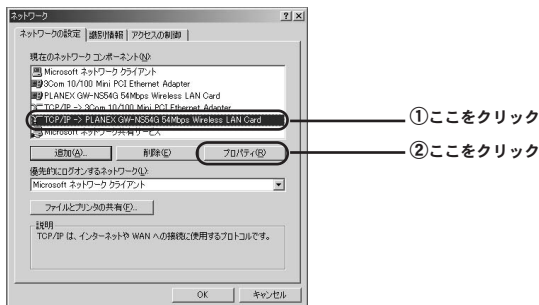 ネットワーク
ネットワークの設定 識別情報 アクセスの制御
現在のネットワーク コンポーネント(N):
Microsoft ネットワーク クライアント
3Com 10/100 Mini PCI Ethernet Adapter
PLANEX GW-NS54G 54Mbps Wireless LAN Card
TCP/IP -> 3Com 10/100 Mini PCI Ethernet Adapter
TCP/IP -> PLANEX GW-NS54G 54Mbps Wireless LAN Card
Microsoft ネットワーク共有サービス
①ここをクリック
追加(A)... 削除(E) プロパティ(R)
②ここをクリック
優先的にログオンするネットワーク(L):
Microsoft ネットワーク クライアント
ファイルとプリンタの共有(F)...
説明
TCP/IP は、インターネットや WAN への接続に使用するプロトコルです。
OK キャンセル